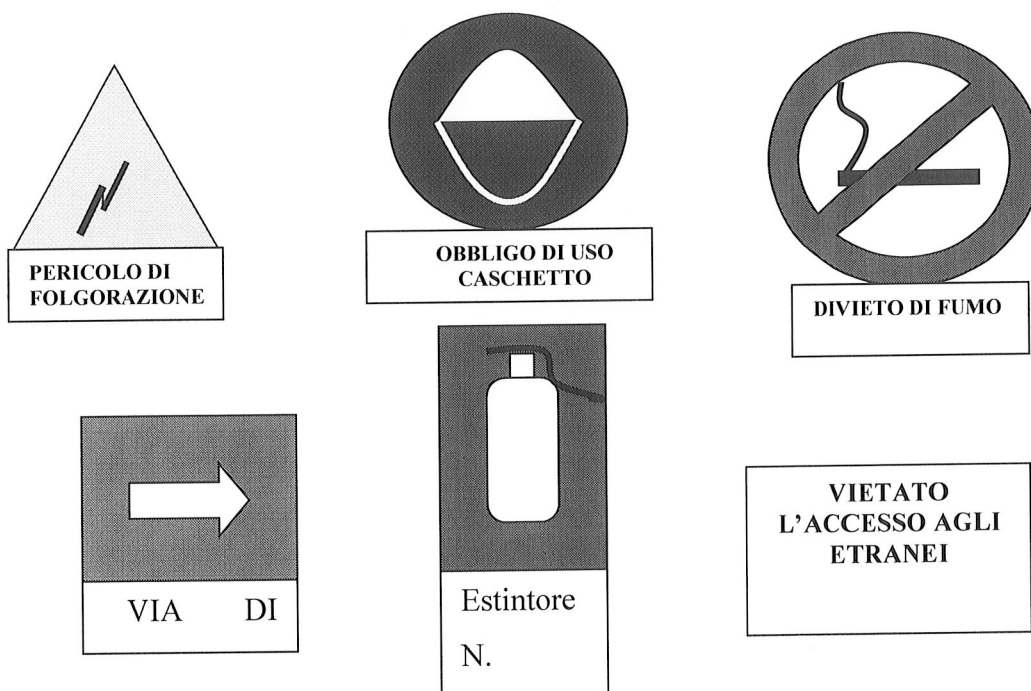 PERICOLO DI
FOLGORAZIONE
OBBLIGO DI USO
CASCHETTO
DIVIETO DI FUMO
VIA DI
Estintore
N.
VIETATO
L'ACCESSO AGLI
ETRANEI